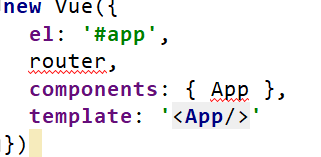 new Vue({
el: '#app',
router,
components: { App },
template: '<App/>'
})